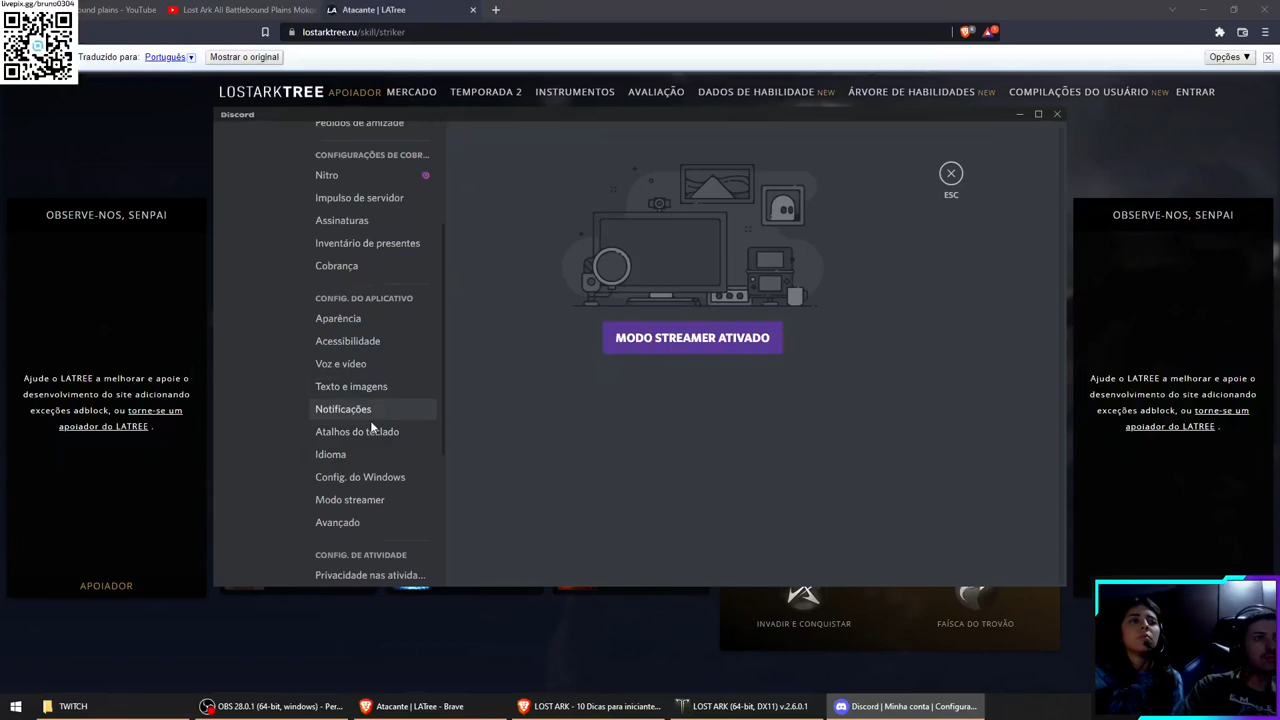 livepix.gg/bruno0304
bound plains - YouTube
Lost Ark All Battlebound Plains Moko
Atacante | LATree
lostarktree.ru/skill/striker
Traduzido para: Português
Mostrar o original
Opções
LOSTARKTREE
APOIADOR
MERCADO
TEMPORADA 2
INSTRUMENTOS
AVALIAÇÃO
DADOS DE HABILIDADE NEW
ÁRVORE DE HABILIDADES NEW
COMPILAÇÕES DO USUÁRIO NEW
ENTRAR
Discord
Pedidos de amizade
CONFIGURAÇÕES DE COBR...
Nitro
Impulso de servidor
Assinaturas
Inventário de presentes
Cobrança
CONFIG. DO APLICATIVO
Aparência
Acessibilidade
Voz e vídeo
Texto e imagens
Notificações
Atalhos do teclado
Idioma
Config. do Windows
Modo streamer
Avançado
CONFIG. DE ATIVIDADE
Privacidade nas ativida...
ESC
MODO STREAMER ATIVADO
OBSERVE-NOS, SENPAI
Ajude o LATREE a melhorar e apoie o
desenvolvimento do site adicionando
exceções adblock, ou torne-se um
apoiador do LATREE .
APOIADOR
OBSERVE-NOS, SENPAI
Ajude o LATREE a melhorar e apoie o
desenvolvimento do site adicionando
exceções adblock, ou torne-se um
apoiador do LATREE .
INVADIR E CONQUISTAR
FAÍSCA DO TROVÃO
TWITCH
OBS 28.0.1 (64-bit, windows) - Per...
Atacante | LATree - Brave
LOST ARK - 10 Dicas para iniciante...
LOST ARK (64-bit, DX11) v.2.6.0.1
Discord | Minha conta | Configura...